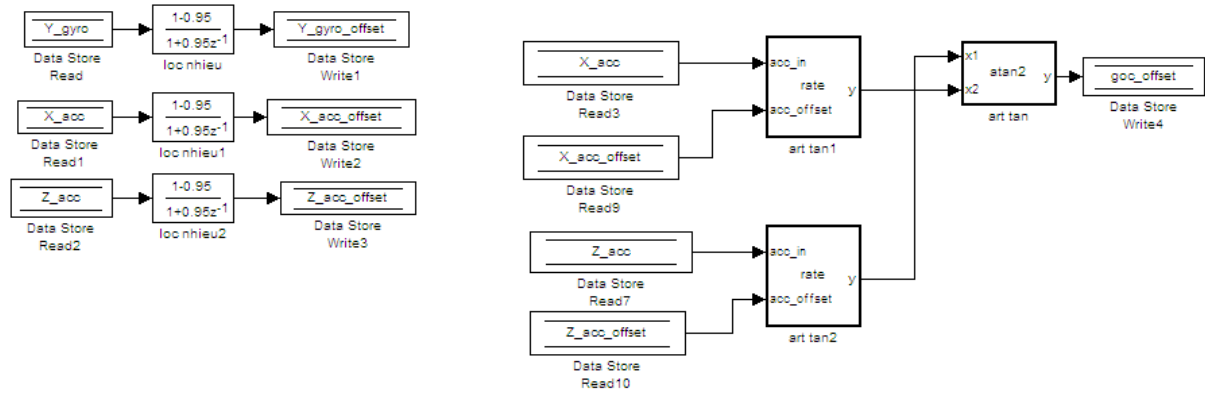 Y_gyro
Data Store
Read
1-0.95
1+0.95z-1
loc nhieu
Y_gyro_offset
Data Store
Write1
X_acc
Data Store
Read1
1-0.95
1+0.95z-1
loc nhieu1
X_acc_offset
Data Store
Write2
Z_acc
Data Store
Read2
1-0.95
1+0.95z-1
loc nhieu2
Z_acc_offset
Data Store
Write3
X_acc
Data Store
Read3
X_acc_offset
Data Store
Read9
acc_in
rate
y
acc_offset
art tan1
Z_acc
Data Store
Read7
Z_acc_offset
Data Store
Read10
acc_in
rate
y
acc_offset
art tan2
x1
atan2
y
x2
art tan
goc_offset
Data Store
Write4